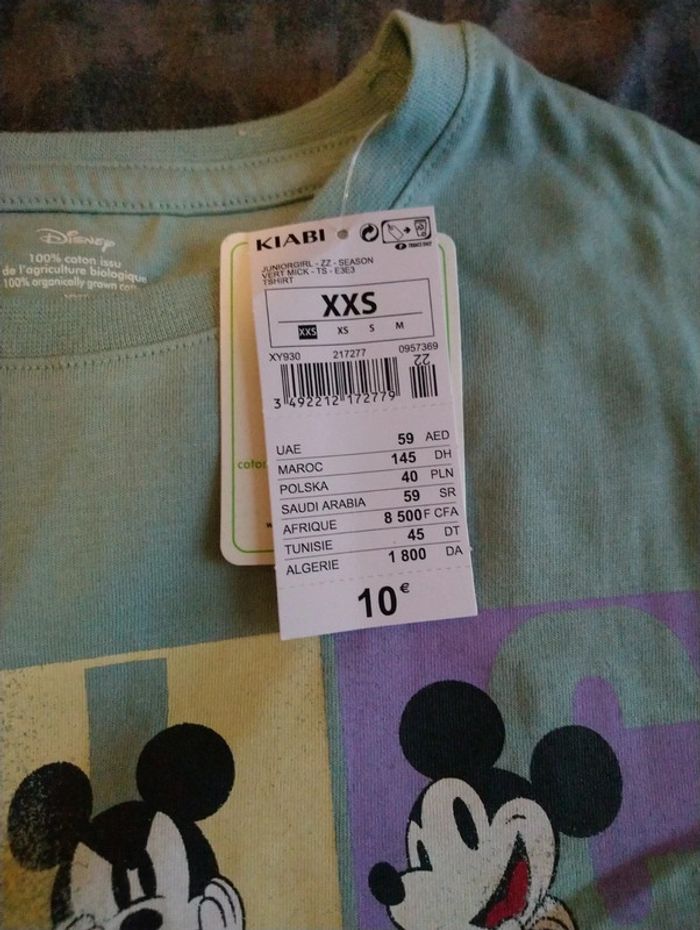 Disney
100% coton issu
de l'agriculture biologique
100% organically grown
KIABI
FRANCE ONLY
JUNIORGIRL - ZZ - SEASON
VERT MICK - TS - E3E3
TSHIRT
XXS
XXS XS S M
XY930 217277 0957369
22
3 492212 172779
UAE 59 AED
MAROC 145 DH
POLSKA 40 PLN
SAUDI ARABIA 59 SR
AFRIQUE 8 500 F CFA
TUNISIE 45 DT
ALGERIE 1 800 DA
10€